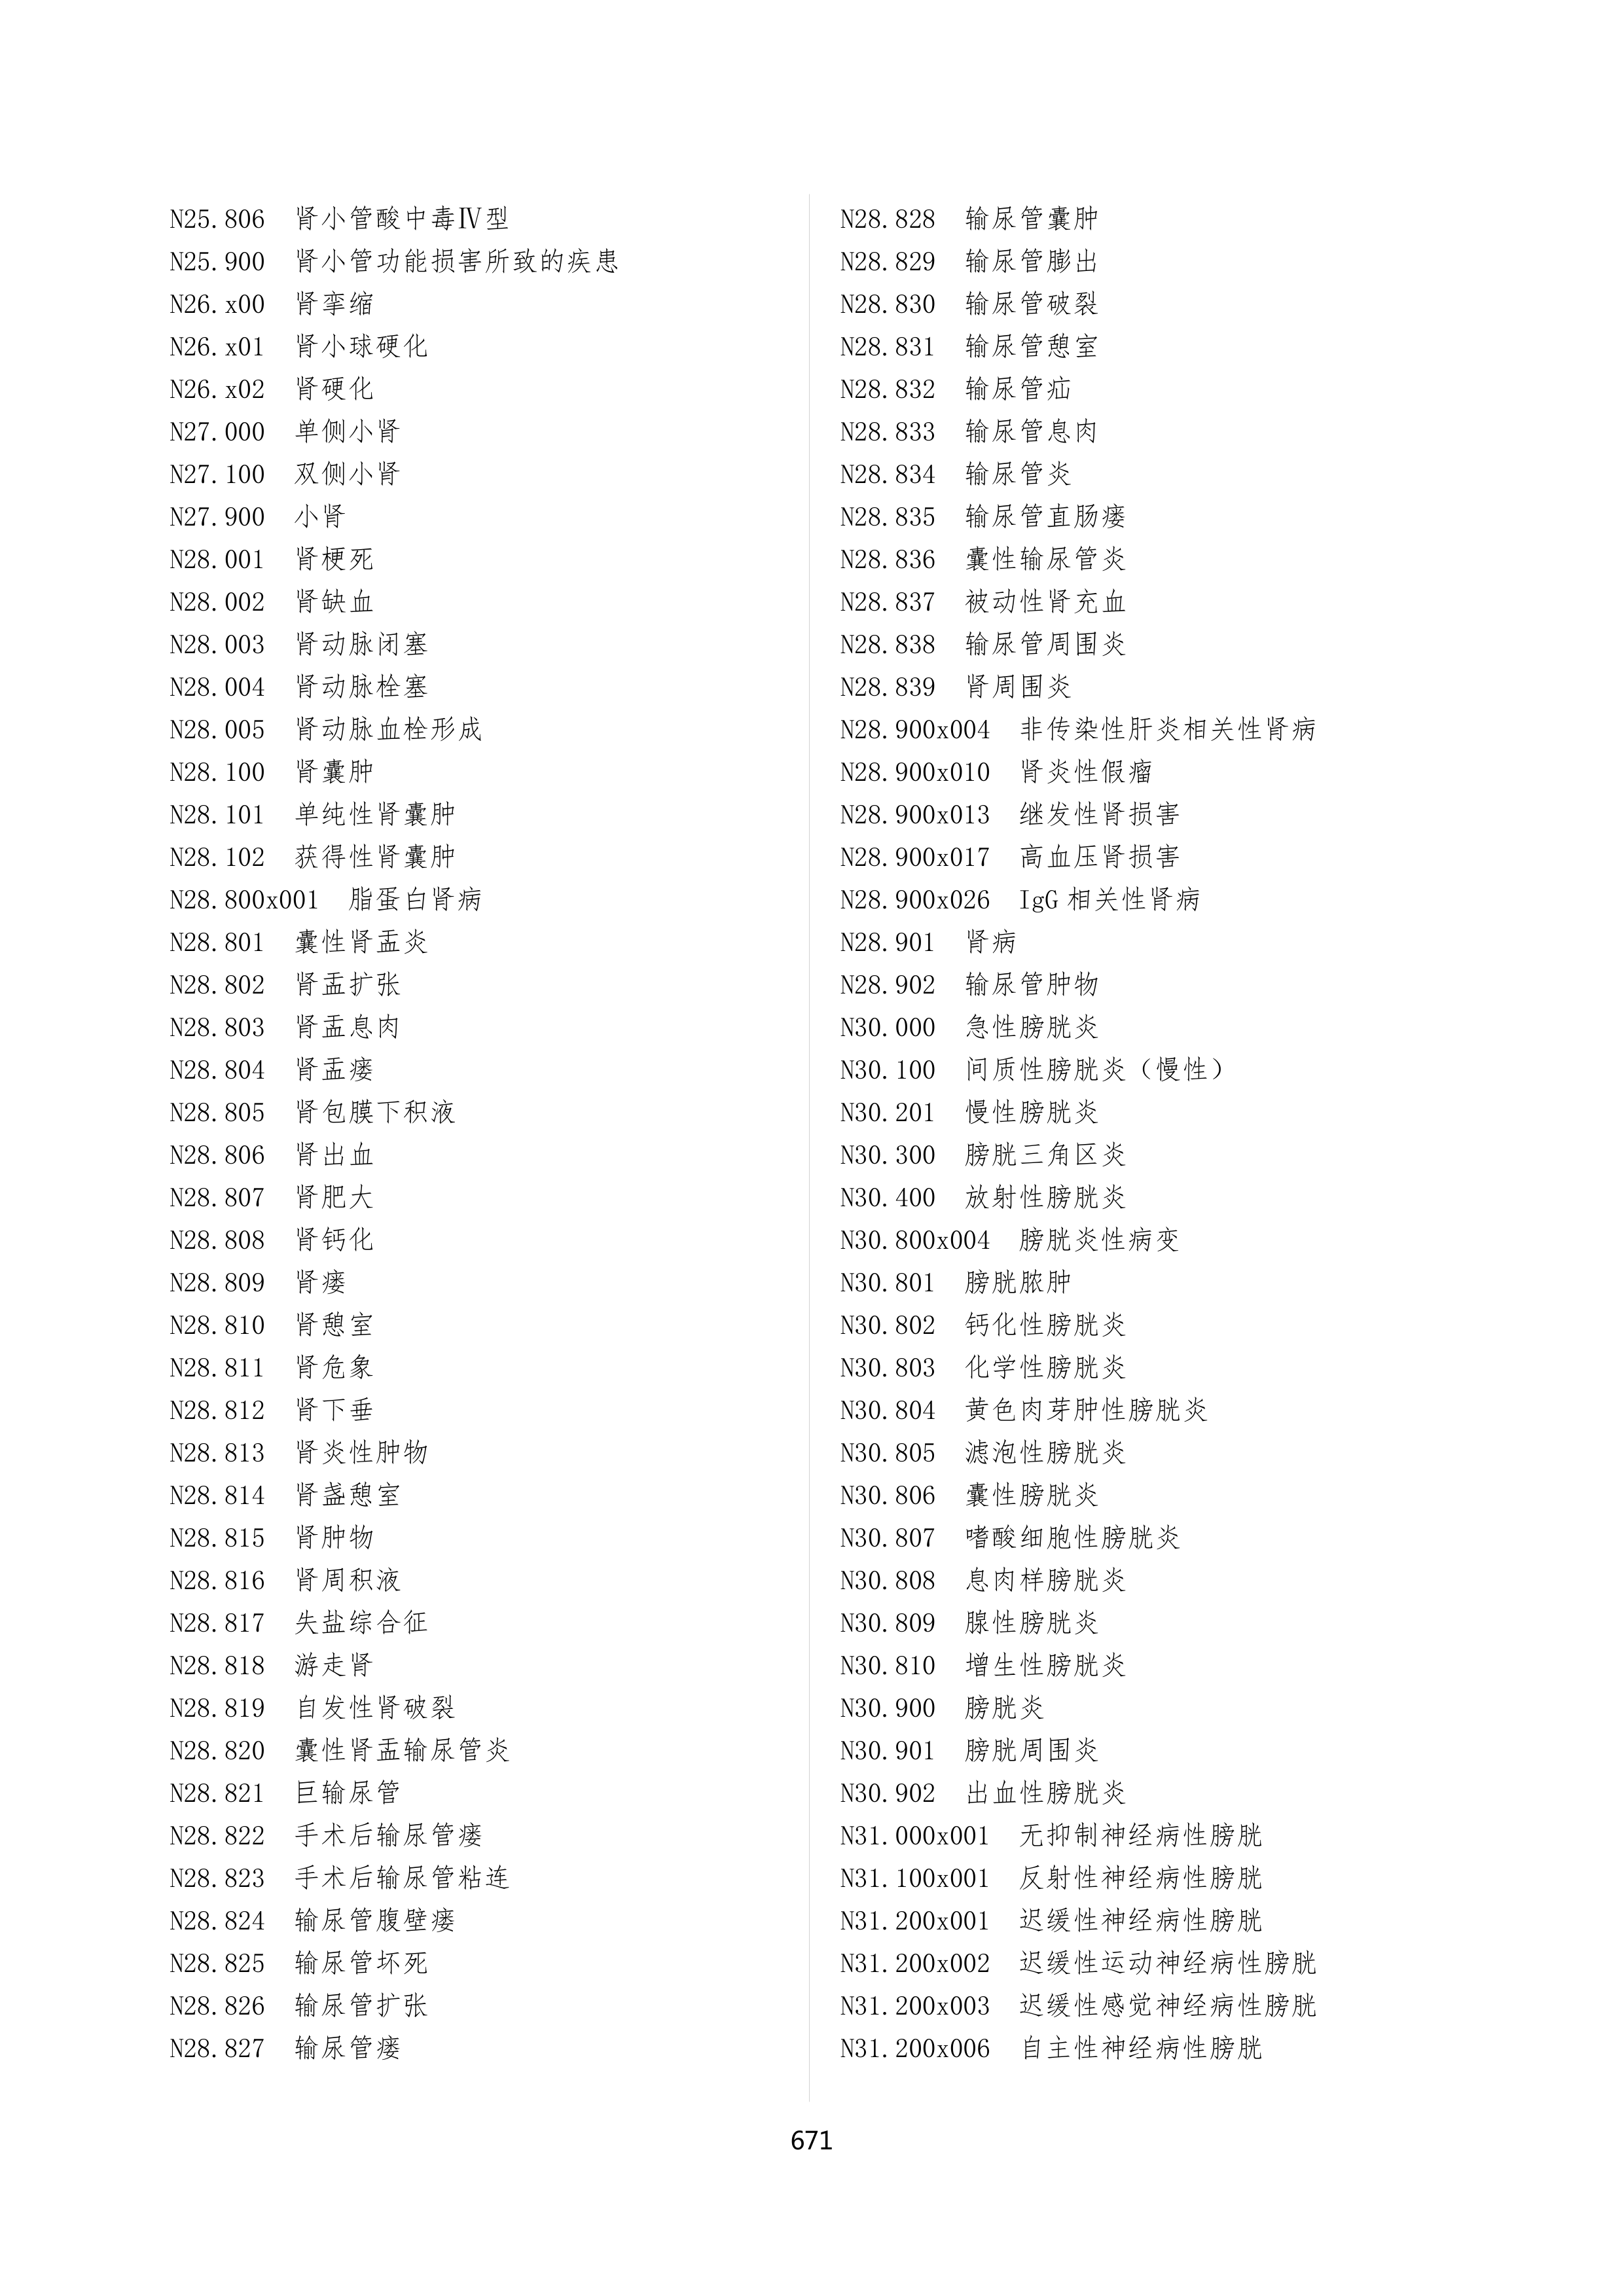 N25.806 肾小管酸中毒Ⅳ型
N25.900 肾小管功能损害所致的疾患
N26.x00 肾挛缩
N26.x01 肾小球硬化
N26.x02 肾硬化
N27.000 单侧小肾
N27.100 双侧小肾
N27.900 小肾
N28.001 肾梗死
N28.002 肾缺血
N28.003 肾动脉闭塞
N28.004 肾动脉栓塞
N28.005 肾动脉血栓形成
N28.100 肾囊肿
N28.101 单纯性肾囊肿
N28.102 获得性肾囊肿
N28.800x001 脂蛋白肾病
N28.801 囊性肾盂炎
N28.802 肾盂扩张
N28.803 肾盂息肉
N28.804 肾盂瘘
N28.805 肾包膜下积液
N28.806 肾出血
N28.807 肾肥大
N28.808 肾钙化
N28.809 肾瘘
N28.810 肾憩室
N28.811 肾危象
N28.812 肾下垂
N28.813 肾炎性肿物
N28.814 肾盏憩室
N28.815 肾肿物
N28.816 肾周积液
N28.817 失盐综合征
N28.818 游走肾
N28.819 自发性肾破裂
N28.820 囊性肾盂输尿管炎
N28.821 巨输尿管
N28.822 手术后输尿管瘘
N28.823 手术后输尿管粘连
N28.824 输尿管腹壁瘘
N28.825 输尿管坏死
N28.826 输尿管扩张
N28.827 输尿管瘘
N28.828 输尿管囊肿
N28.829 输尿管膨出
N28.830 输尿管破裂
N28.831 输尿管憩室
N28.832 输尿管疝
N28.833 输尿管息肉
N28.834 输尿管炎
N28.835 输尿管直肠瘘
N28.836 囊性输尿管炎
N28.837 被动性肾充血
N28.838 输尿管周围炎
N28.839 肾周围炎
N28.900x004 非传染性肝炎相关性肾病
N28.900x010 肾炎性假瘤
N28.900x013 继发性肾损害
N28.900x017 高血压肾损害
N28.900x026 IgG 相关性肾病
N28.901 肾病
N28.902 输尿管肿物
N30.000 急性膀胱炎
N30.100 间质性膀胱炎（慢性）
N30.201 慢性膀胱炎
N30.300 膀胱三角区炎
N30.400 放射性膀胱炎
N30.800x004 膀胱炎性病变
N30.801 膀胱脓肿
N30.802 钙化性膀胱炎
N30.803 化学性膀胱炎
N30.804 黄色肉芽肿性膀胱炎
N30.805 滤泡性膀胱炎
N30.806 囊性膀胱炎
N30.807 嗜酸细胞性膀胱炎
N30.808 息肉样膀胱炎
N30.809 腺性膀胱炎
N30.810 增生性膀胱炎
N30.900 膀胱炎
N30.901 膀胱周围炎
N30.902 出血性膀胱炎
N31.000x001 无抑制神经病性膀胱
N31.100x001 反射性神经病性膀胱
N31.200x001 迟缓性神经病性膀胱
N31.200x002 迟缓性运动神经病性膀胱
N31.200x003 迟缓性感觉神经病性膀胱
N31.200x006 自主性神经病性膀胱
671